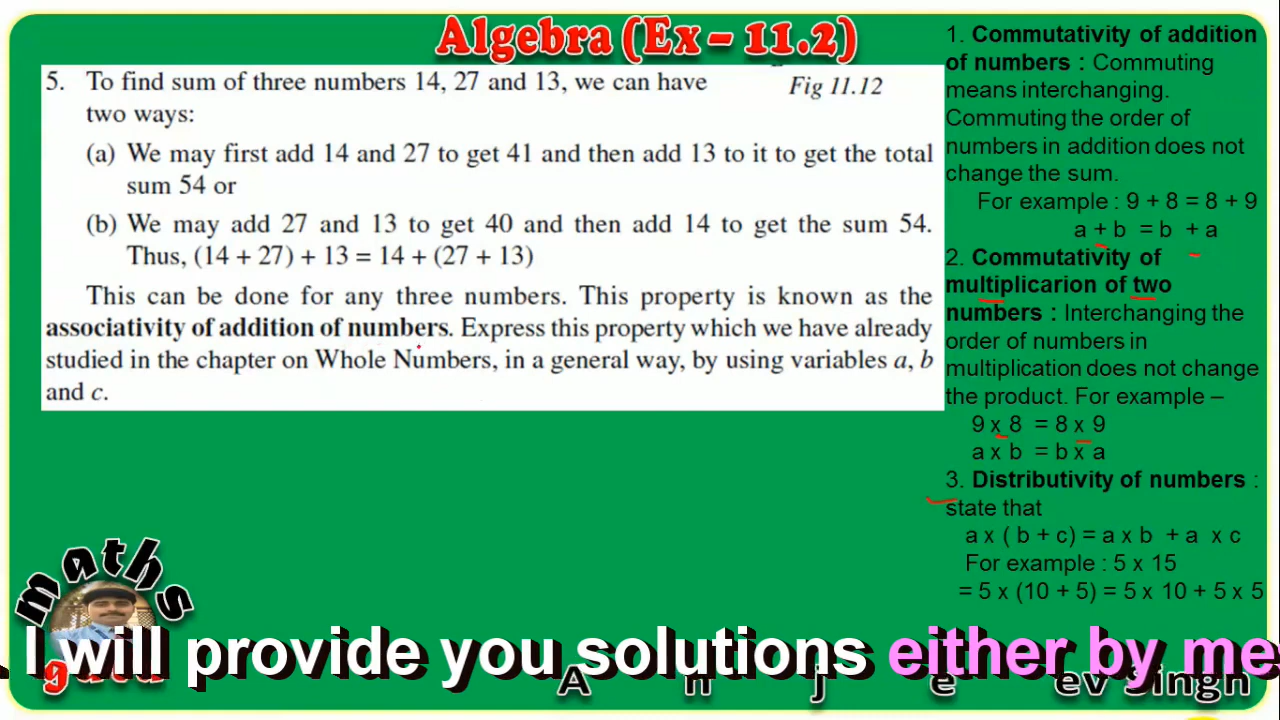 Algebra (Ex – 11.2)
5. To find sum of three numbers 14, 27 and 13, we can have
two ways:
Fig 11.12
(a) We may first add 14 and 27 to get 41 and then add 13 to it to get the total
sum 54 or
(b) We may add 27 and 13 to get 40 and then add 14 to get the sum 54.
Thus, (14 + 27) + 13 = 14 + (27 + 13)
This can be done for any three numbers. This property is known as the
associativity of addition of numbers. Express this property which we have already
studied in the chapter on Whole Numbers, in a general way, by using variables a, b
and c.
1. Commutativity of addition
of numbers : Commuting
means interchanging.
Commuting the order of
numbers in addition does not
change the sum.
For example : 9 + 8 = 8 + 9
a + b = b + a
2. Commutativity of
multiplicarion of two
numbers : Interchanging the
order of numbers in
multiplication does not change
the product. For example –
9 x 8 = 8 x 9
a x b = b x a
3. Distributivity of numbers :
state that
a x ( b + c) = a x b + a x c
For example : 5 x 15
= 5 x (10 + 5) = 5 x 10 + 5 x 5
maths
. I will provide you solutions either by me
A n j e ev Singh